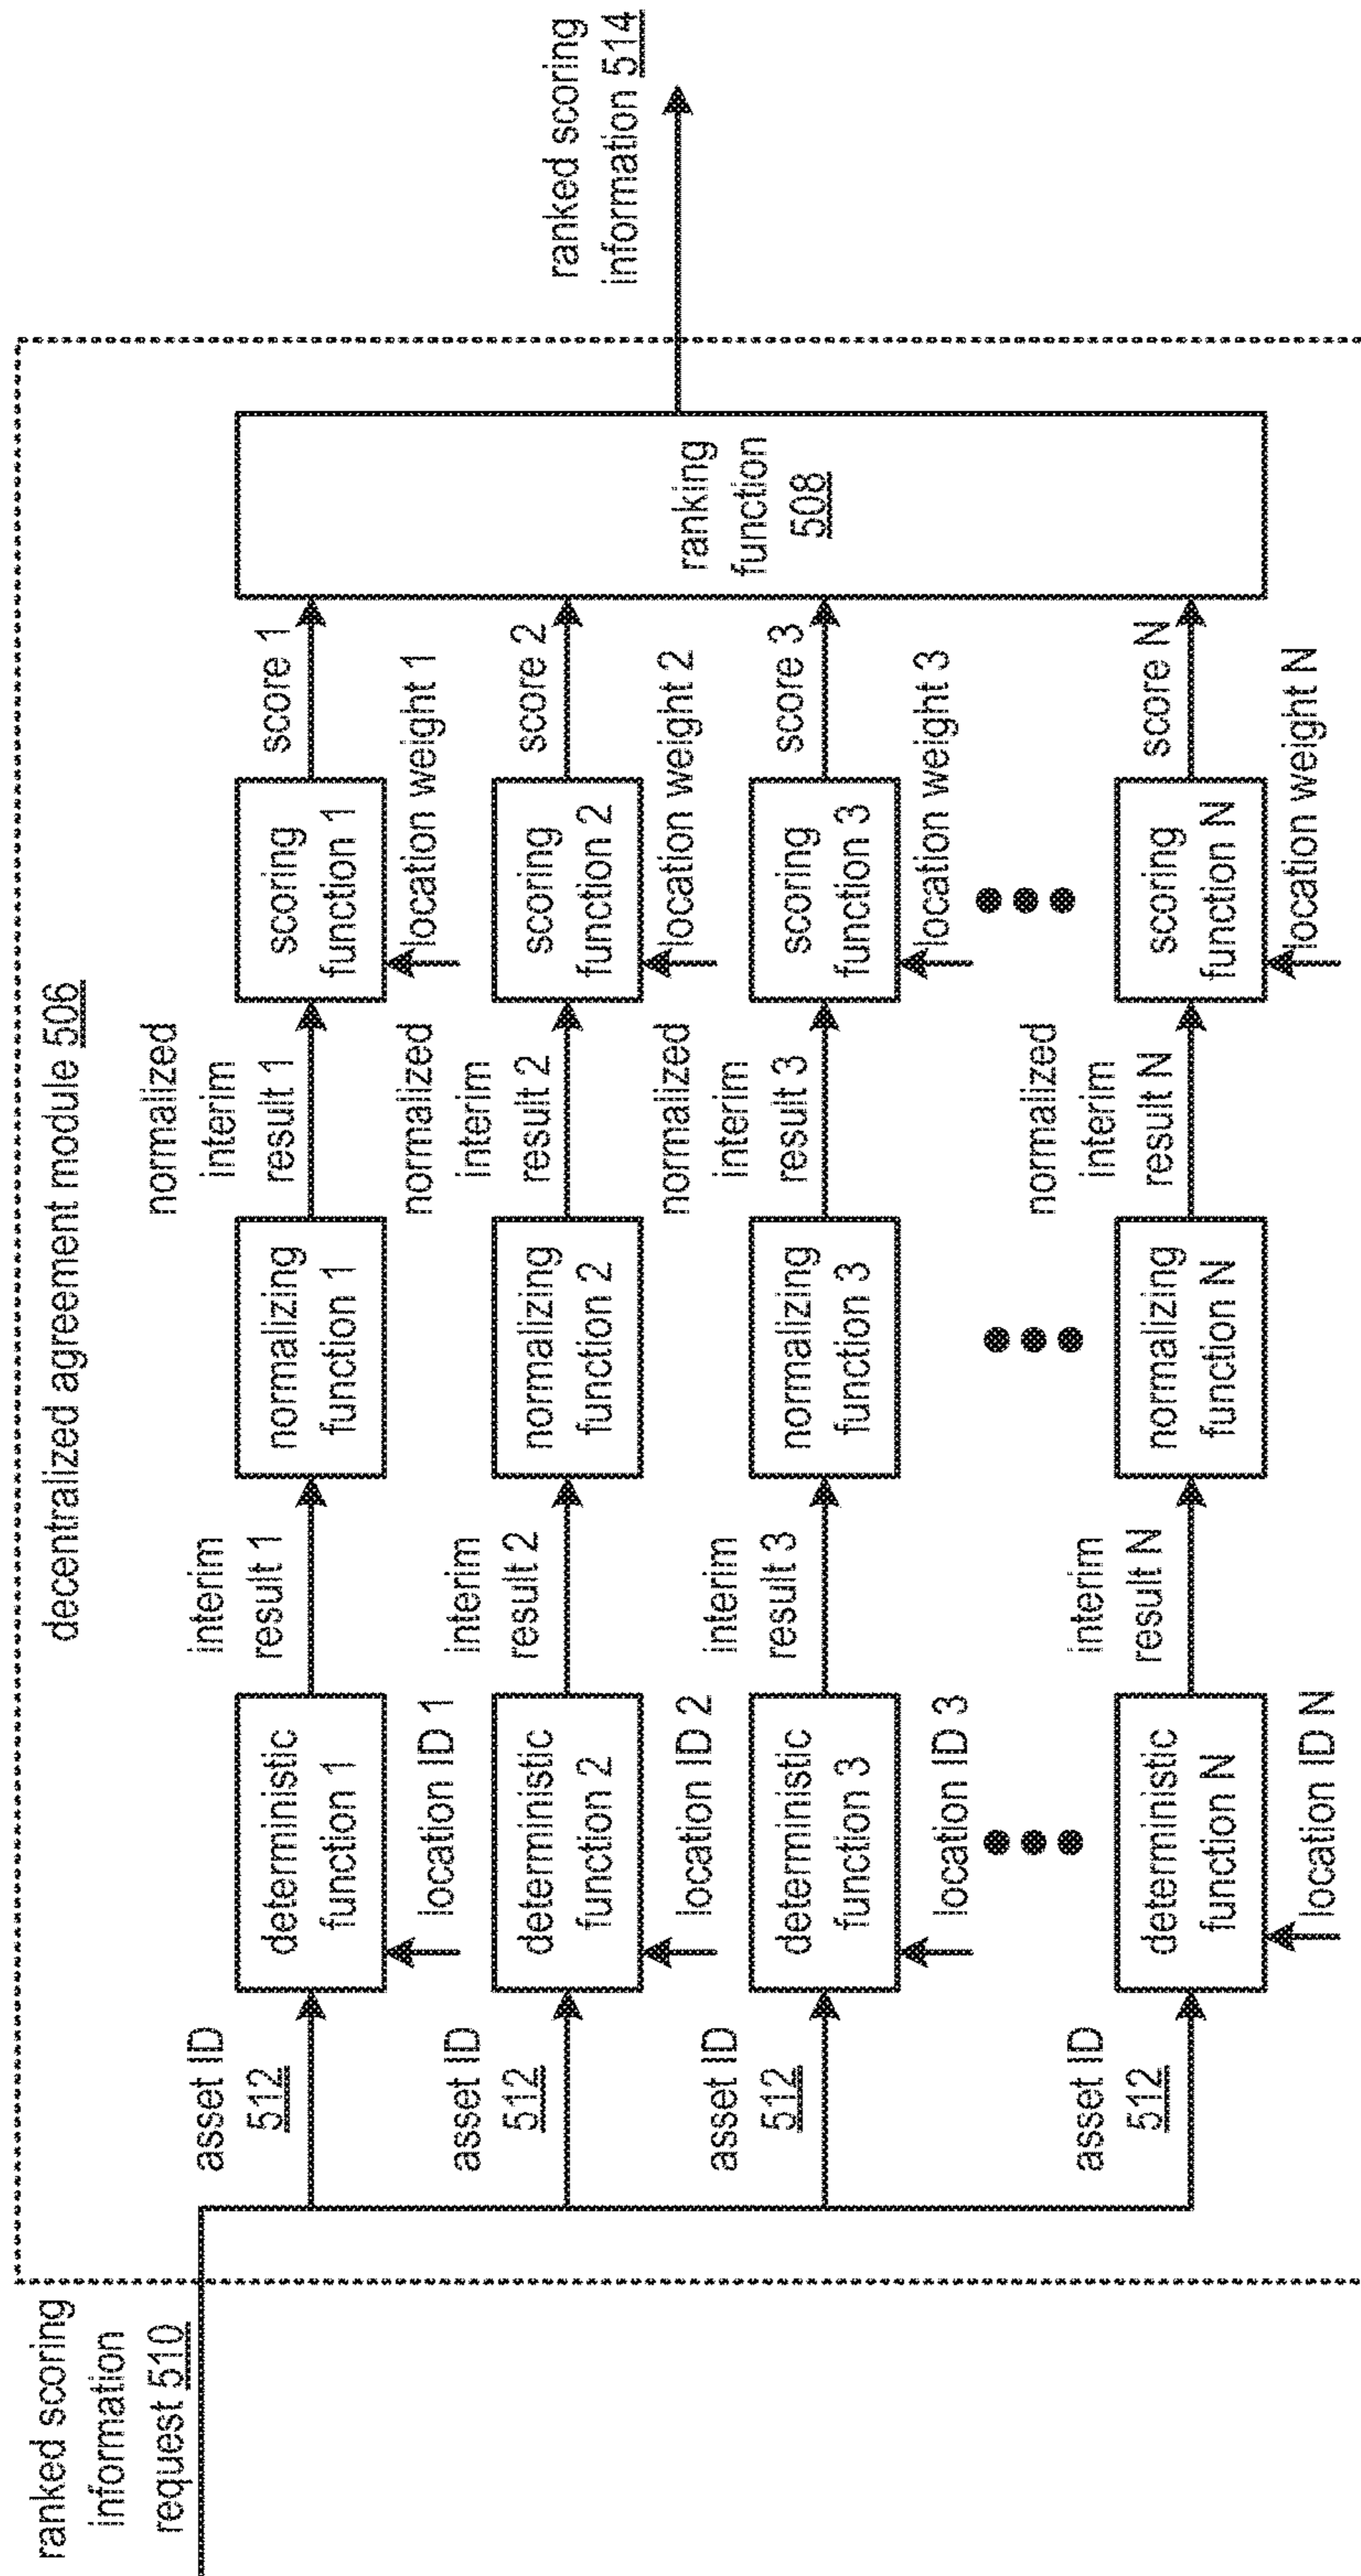 decentralized agreement module 506
ranked scoring
information
request 510
asset ID
512
deterministic
function 1
location ID 1
interim
result 1
normalizing
function 1
normalized
interim
result 1
scoring
function 1
location weight 1
score 1
asset ID
512
deterministic
function 2
location ID 2
interim
result 2
normalizing
function 2
normalized
interim
result 2
scoring
function 2
location weight 2
score 2
asset ID
512
deterministic
function 3
location ID 3
interim
result 3
normalizing
function 3
normalized
interim
result 3
scoring
function 3
location weight 3
score 3
asset ID
512
deterministic
function N
location ID N
interim
result N
normalizing
function N
normalized
interim
result N
scoring
function N
location weight N
score N
ranking
function
508
ranked scoring
information 514